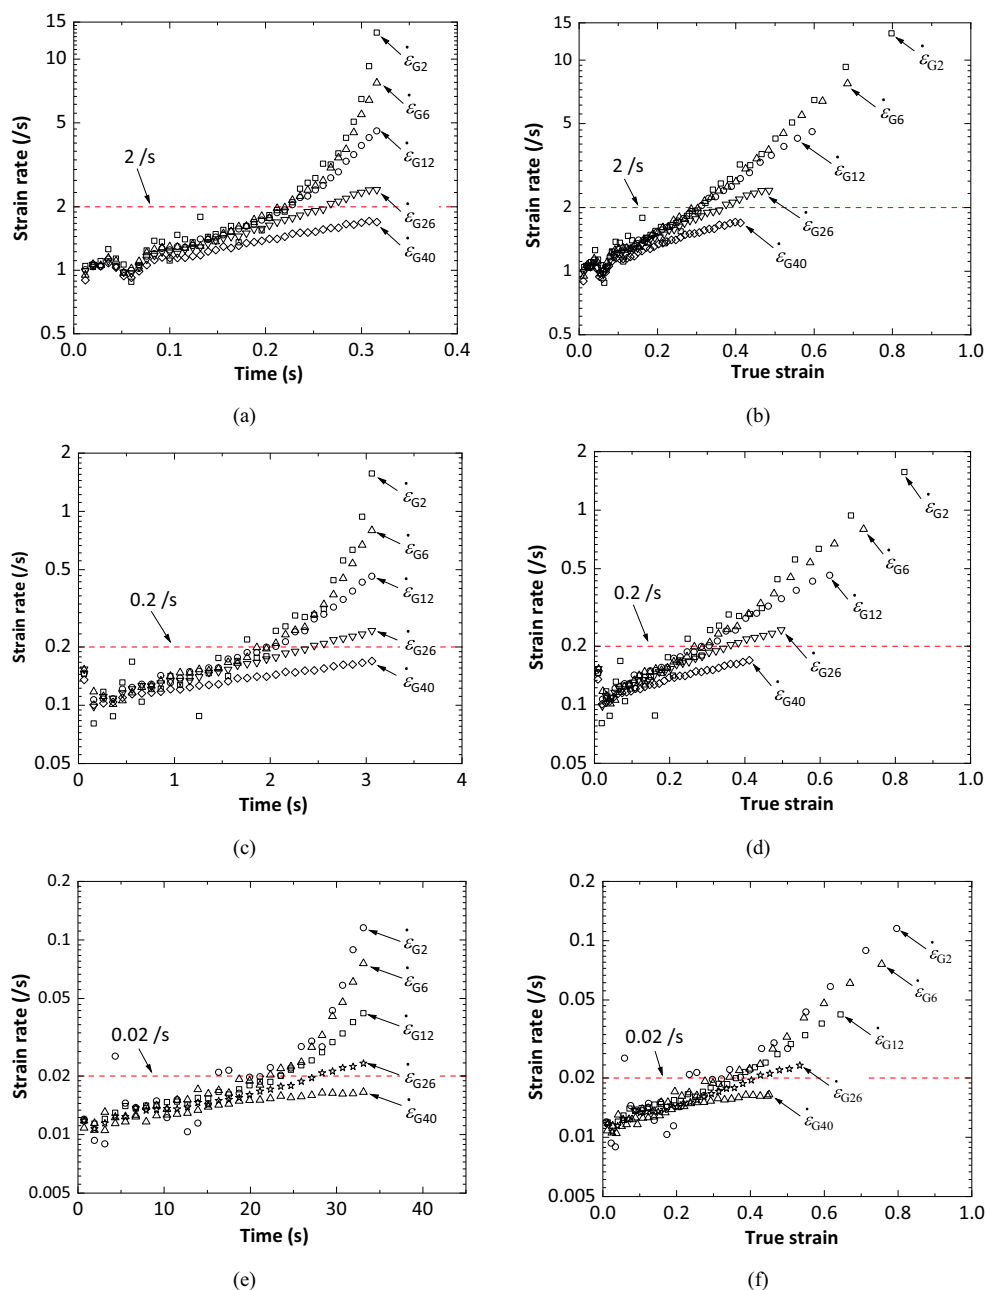 15
10
5
2
1
0.5
Strain rate (/s)
2 /s
ε̇G2
ε̇G6
ε̇G12
ε̇G26
ε̇G40
0.0 0.1 0.2 0.3 0.4
Time (s)
(a)
15
10
5
2
1
0.5
Strain rate (/s)
2 /s
ε̇G2
ε̇G6
ε̇G12
ε̇G26
ε̇G40
0.0 0.2 0.4 0.6 0.8 1.0
True strain
(b)
2
1
0.5
0.2
0.1
0.05
Strain rate (/s)
0.2 /s
ε̇G2
ε̇G6
ε̇G12
ε̇G26
ε̇G40
0 1 2 3 4
Time (s)
(c)
2
1
0.5
0.2
0.1
0.05
Strain rate (/s)
0.2 /s
ε̇G2
ε̇G6
ε̇G12
ε̇G26
ε̇G40
0.0 0.2 0.4 0.6 0.8 1.0
True strain
(d)
0.2
0.1
0.05
0.02
0.01
0.005
Strain rate (/s)
0.02 /s
ε̇G2
ε̇G6
ε̇G12
ε̇G26
ε̇G40
0 10 20 30 40
Time (s)
(e)
0.2
0.1
0.05
0.02
0.01
0.005
Strain rate (/s)
0.02 /s
ε̇G2
ε̇G6
ε̇G12
ε̇G26
ε̇G40
0.0 0.2 0.4 0.6 0.8 1.0
True strain
(f)